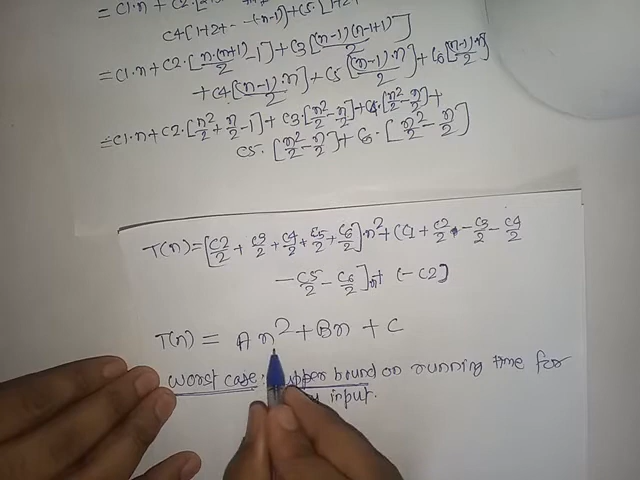 = C1·n + C2·[
C4[1+2+---(n-1)]+C5[1+2+
= C1·n + C2·[n·(n+1)/2 - 1] + C3[(n-1)(n-1+1)/2]
+ C4[(n-1)·n/2] + C5[(n-1)·n/2] + C6[(n-1)·n/2]
= C1·n + C2·[n²/2 + n/2 - 1] + C3·[n²/2 - n/2] + C4·[n²/2 - n/2] +
C5·[n²/2 - n/2] + C6·[n²/2 - n/2]
T(n) = [C2/2 + C3/2 + C4/2 + C5/2 + C6/2]·n² + (C1 + C2/2 - C3/2 - C4/2
- C5/2 - C6/2]n + (-C2)
T(n) = An² + Bn + C
worst case: upper bound on running time for
input.